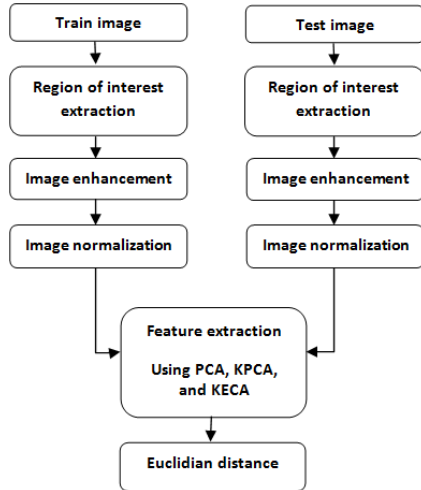 Train image
Test image
Region of interest
extraction
Region of interest
extraction
Image enhancement
Image enhancement
Image normalization
Image normalization
Feature extraction
Using PCA, KPCA,
and KECA
Euclidian distance